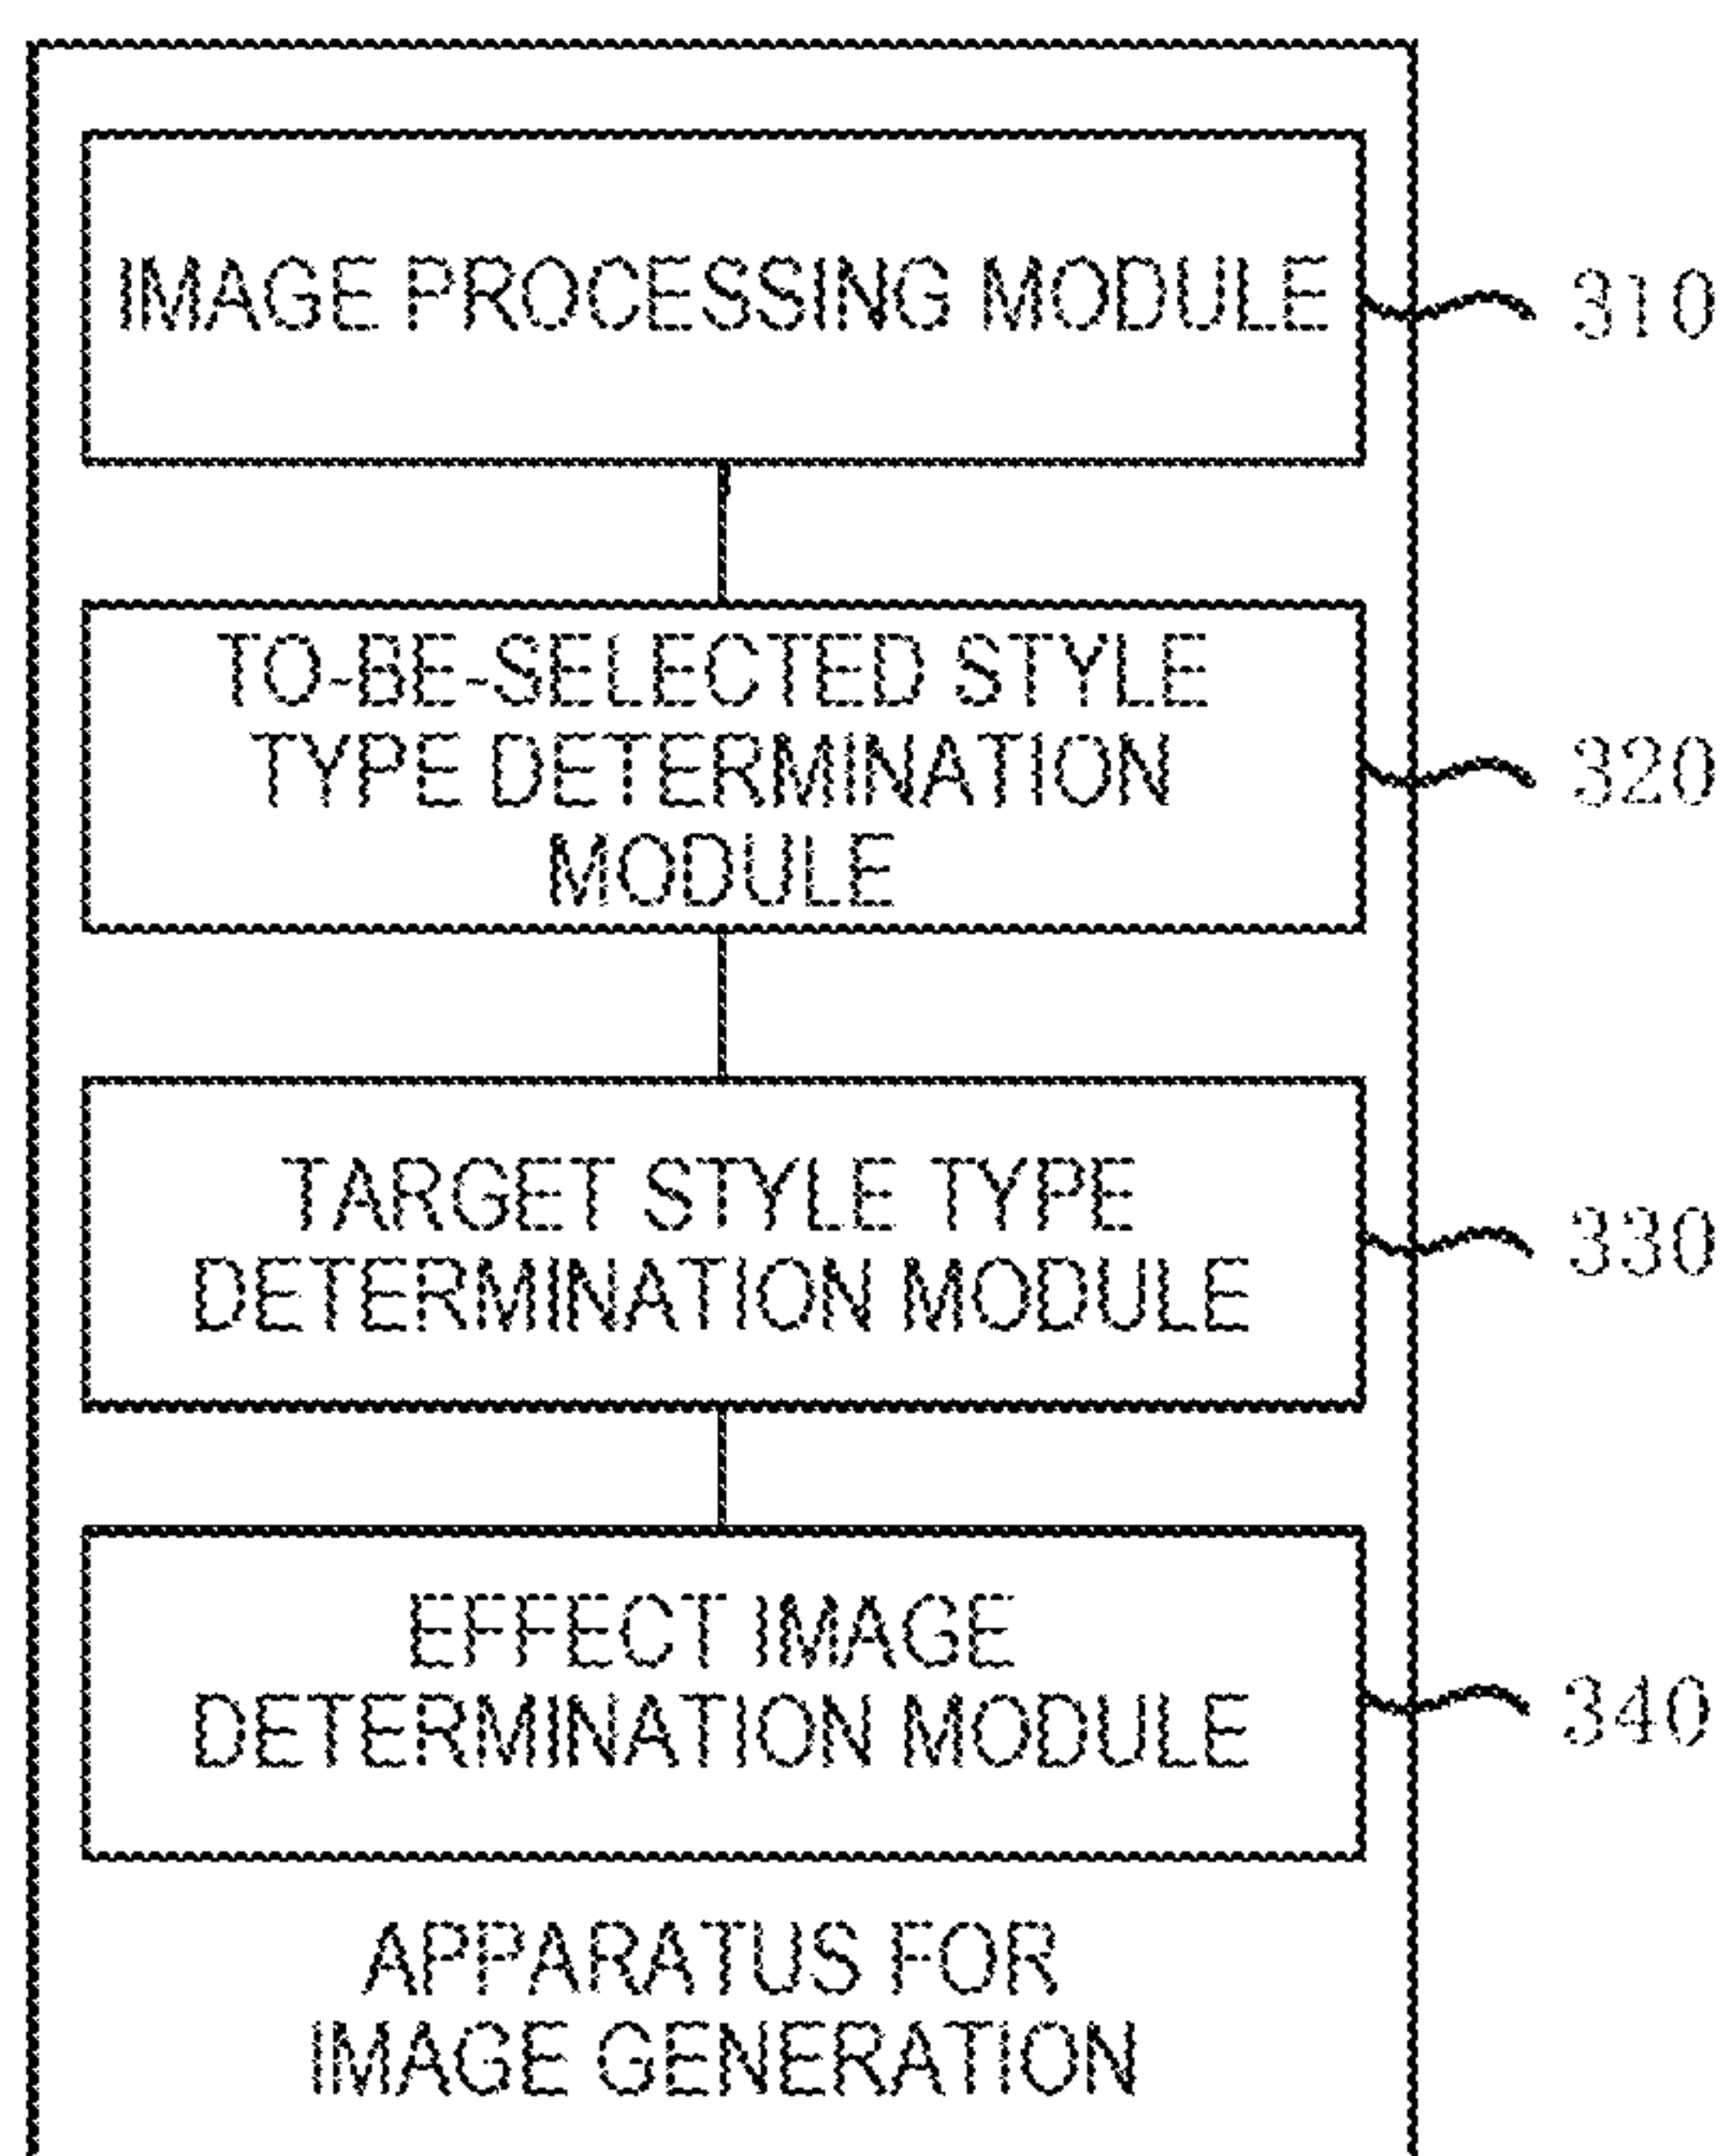 IMAGE PROCESSING MODULE
310
TO-BE-SELECTED STYLE
TYPE DETERMINATION
MODULE
320
TARGET STYLE TYPE
DETERMINATION MODULE
330
EFFECT IMAGE
DETERMINATION MODULE
340
APPARATUS FOR
IMAGE GENERATION